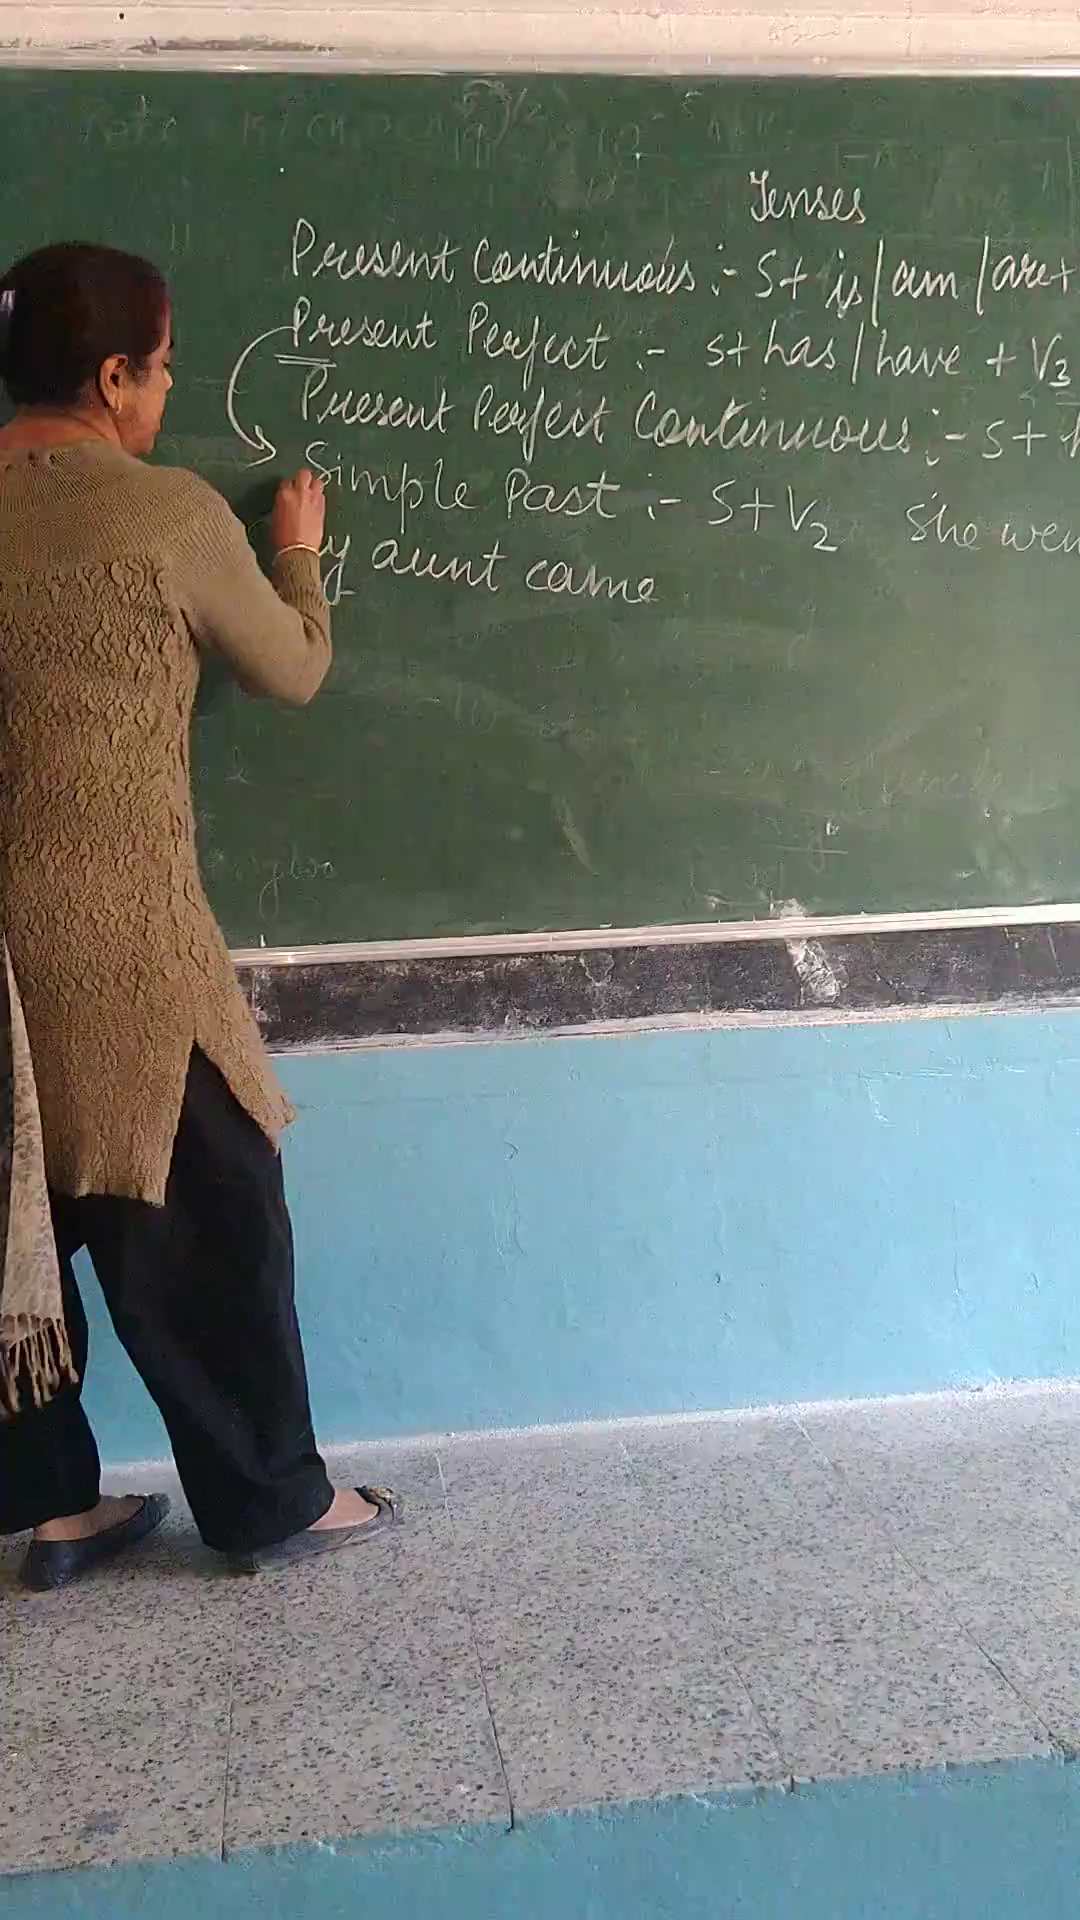 Tenses
Present Continuous :- S+ is/am/are+
Present Perfect :- S+ has/have + V3
Present Perfect Continuous :- S+
Simple Past :- S+V2 She
y aunt came